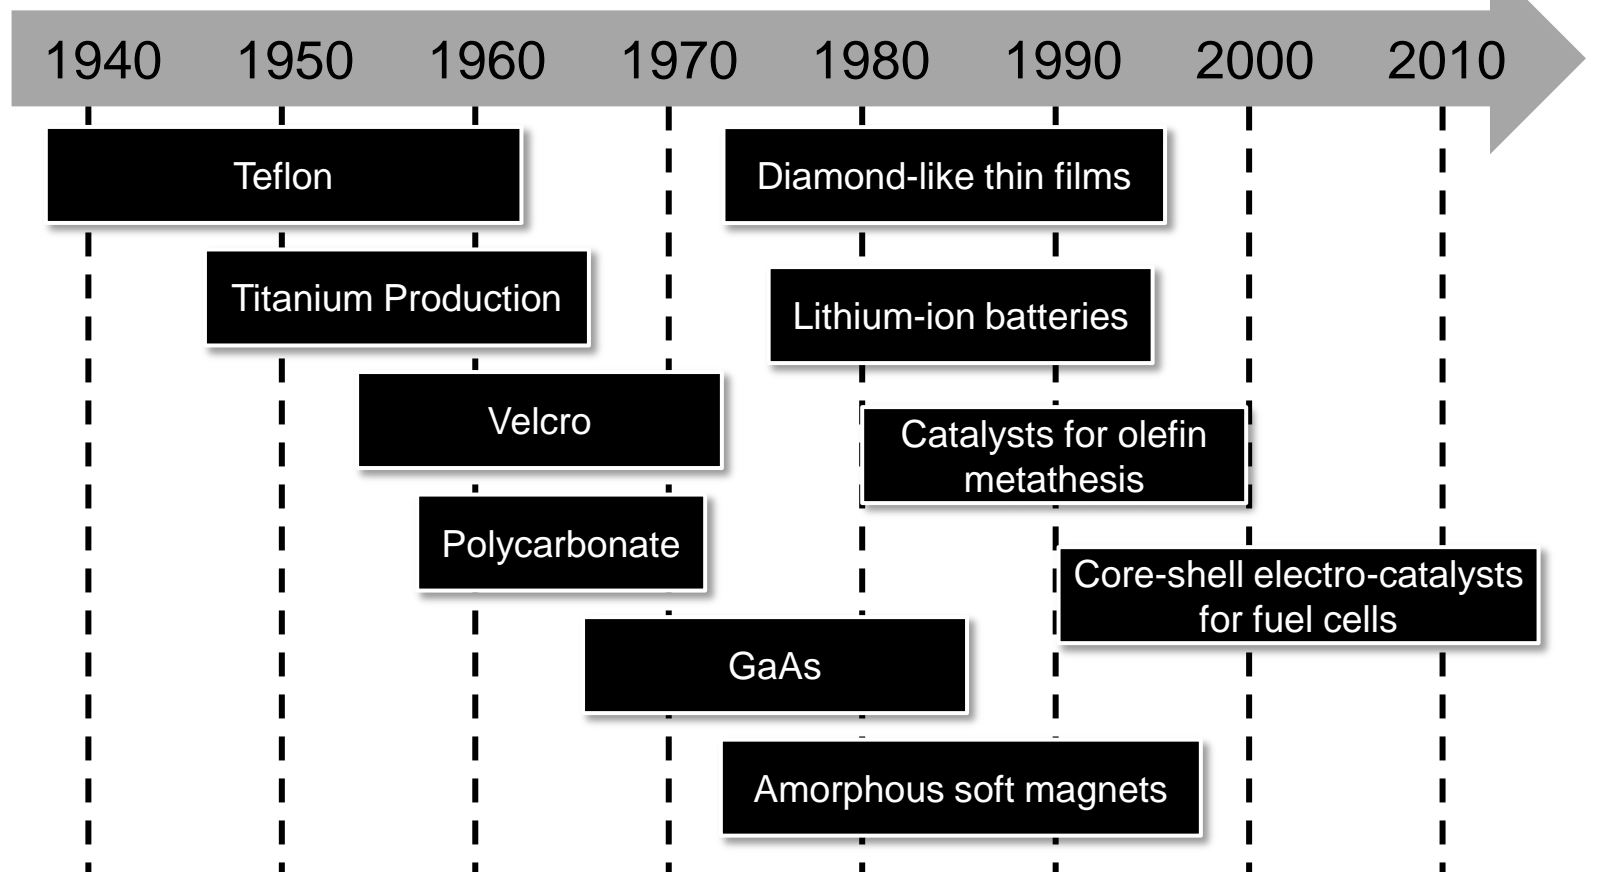 1940 1950 1960 1970 1980 1990 2000 2010
Teflon
Diamond-like thin films
Titanium Production
Lithium-ion batteries
Velcro
Catalysts for olefin
metathesis
Polycarbonate
Core-shell electro-catalysts
for fuel cells
GaAs
Amorphous soft magnets